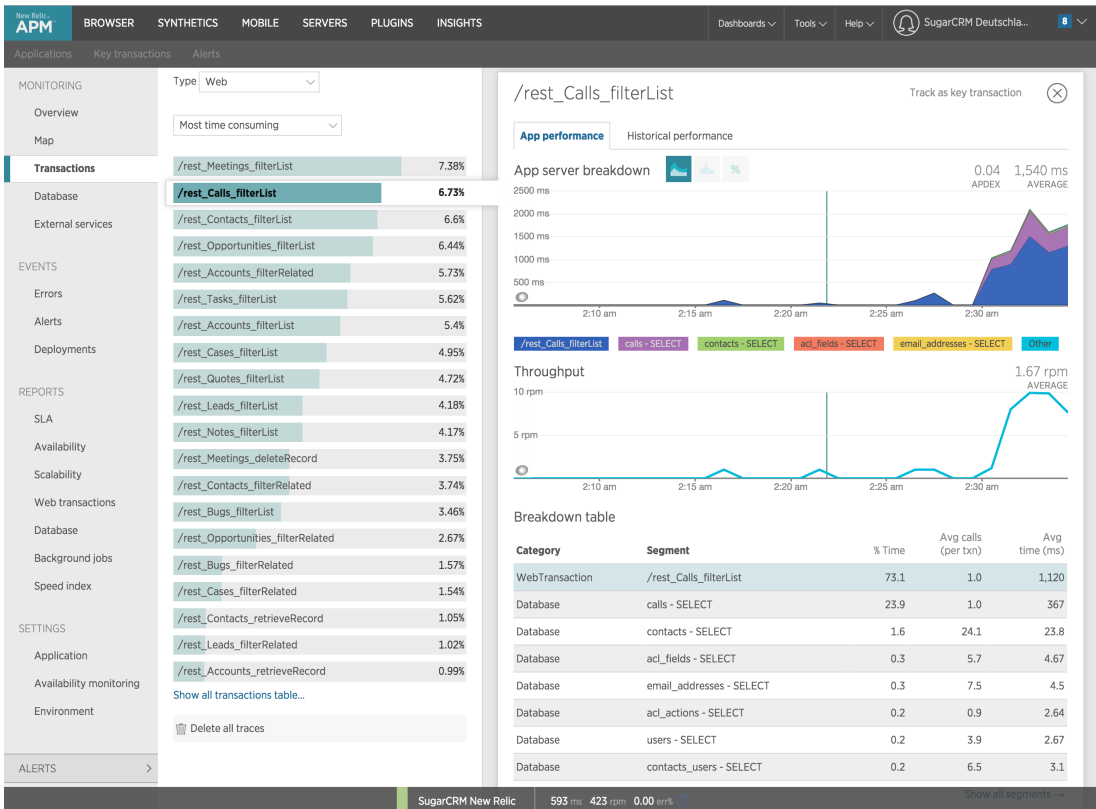 New Relic.
APM
BROWSER SYNTHETICS MOBILE SERVERS PLUGINS INSIGHTS
Dashboards Tools Help SugarCRM Deutschla... 8
Applications Key transactions Alerts
MONITORING
Overview
Map
Transactions
Database
External services
EVENTS
Errors
Alerts
Deployments
REPORTS
SLA
Availability
Scalability
Web transactions
Database
Background jobs
Speed index
SETTINGS
Application
Availability monitoring
Environment
ALERTS >
Type Web
Most time consuming
/rest_Meetings_filterList 7.38%
/rest_Calls_filterList 6.73%
/rest_Contacts_filterList 6.6%
/rest_Opportunities_filterList 6.44%
/rest_Accounts_filterRelated 5.73%
/rest_Tasks_filterList 5.62%
/rest_Accounts_filterList 5.4%
/rest_Cases_filterList 4.95%
/rest_Quotes_filterList 4.72%
/rest_Leads_filterList 4.18%
/rest_Notes_filterList 4.17%
/rest_Meetings_deleteRecord 3.75%
/rest_Contacts_filterRelated 3.74%
/rest_Bugs_filterList 3.46%
/rest_Opportunities_filterRelated 2.67%
/rest_Bugs_filterRelated 1.57%
/rest_Cases_filterRelated 1.54%
/rest_Contacts_retrieveRecord 1.05%
/rest_Leads_filterRelated 1.02%
/rest_Accounts_retrieveRecord 0.99%
Show all transactions table...
Delete all traces
/rest_Calls_filterList Track as key transaction
App performance Historical performance
App server breakdown % 0.04 1,540 ms
APDEX AVERAGE
2500 ms
2000 ms
1500 ms
1000 ms
500 ms
2:10 am 2:15 am 2:20 am 2:25 am 2:30 am
/rest_Calls_filterList calls - SELECT contacts - SELECT acl_fields - SELECT email_addresses - SELECT Other
Throughput 1.67 rpm
AVERAGE
10 rpm
5 rpm
2:10 am 2:15 am 2:20 am 2:25 am 2:30 am
Breakdown table
Category Segment % Time Avg calls (per txn) Avg time (ms)
WebTransaction /rest_Calls_filterList 73.1 1.0 1,120
Database calls - SELECT 23.9 1.0 367
Database contacts - SELECT 1.6 24.1 23.8
Database acl_fields - SELECT 0.3 5.7 4.67
Database email_addresses - SELECT 0.3 7.5 4.5
Database acl_actions - SELECT 0.2 0.9 2.64
Database users - SELECT 0.2 3.9 2.67
Database contacts_users - SELECT 0.2 6.5 3.1
Show all segments →
SugarCRM New Relic 593 ms 423 rpm 0.00 err%